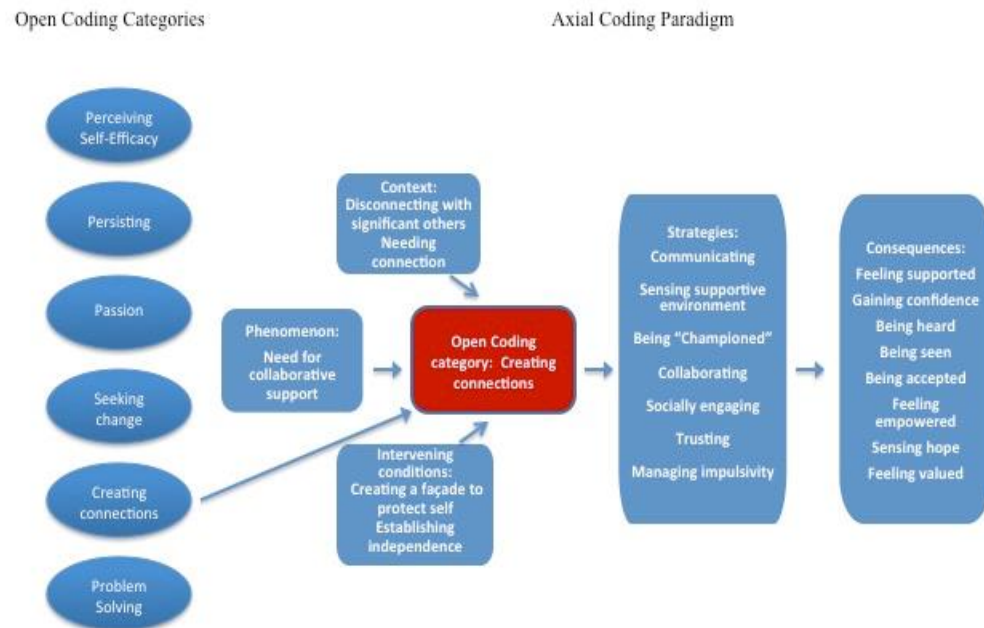 Open Coding Categories
Axial Coding Paradigm
Perceiving
Self-Efficacy
Persisting
Passion
Seeking
change
Creating
connections
Problem
Solving
Context:
Disconnecting with
significant others
Needing
connection
Phenomenon:
Need for
collaborative
support
Open Coding
category: Creating
connections
Intervening
conditions:
Creating a façade to
protect self
Establishing
independence
Strategies:
Communicating
Sensing supportive
environment
Being “Championed”
Collaborating
Socially engaging
Trusting
Managing impulsivity
Consequences:
Feeling supported
Gaining confidence
Being heard
Being seen
Being accepted
Feeling
empowered
Sensing hope
Feeling valued